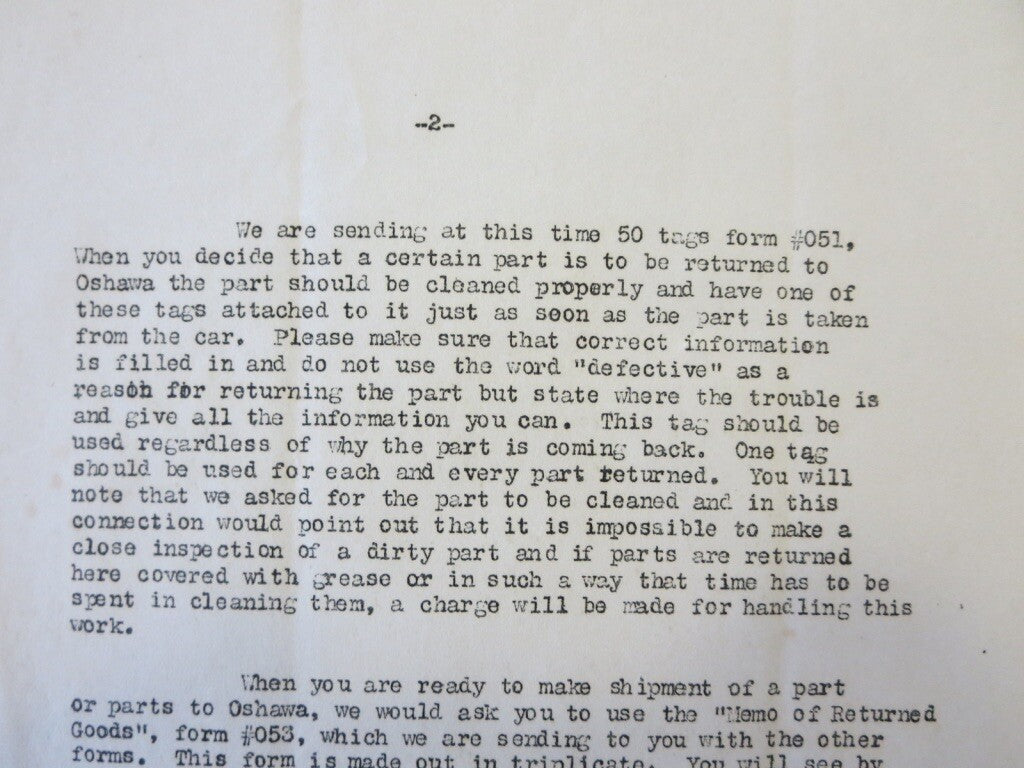 -2-
We are sending at this time 50 tags form #051,
When you decide that a certain part is to be returned to
Oshawa the part should be cleaned properly and have one of
these tags attached to it just as soon as the part is taken
from the car. Please make sure that correct information
is filled in and do not use the word "defective" as a
reason for returning the part but state where the trouble is
and give all the information you can. This tag should be
used regardless of why the part is coming back. One tag
should be used for each and every part returned. You will
note that we asked for the part to be cleaned and in this
connection would point out that it is impossible to make a
close inspection of a dirty part and if parts are returned
here covered with grease or in such a way that time has to be
spent in cleaning them, a charge will be made for handling this
work.
When you are ready to make shipment of a part
or parts to Oshawa, we would ask you to use the "Memo of Returned
Goods", form #053, which we are sending to you with the other
forms. This form is made out in triplicate. You will see by